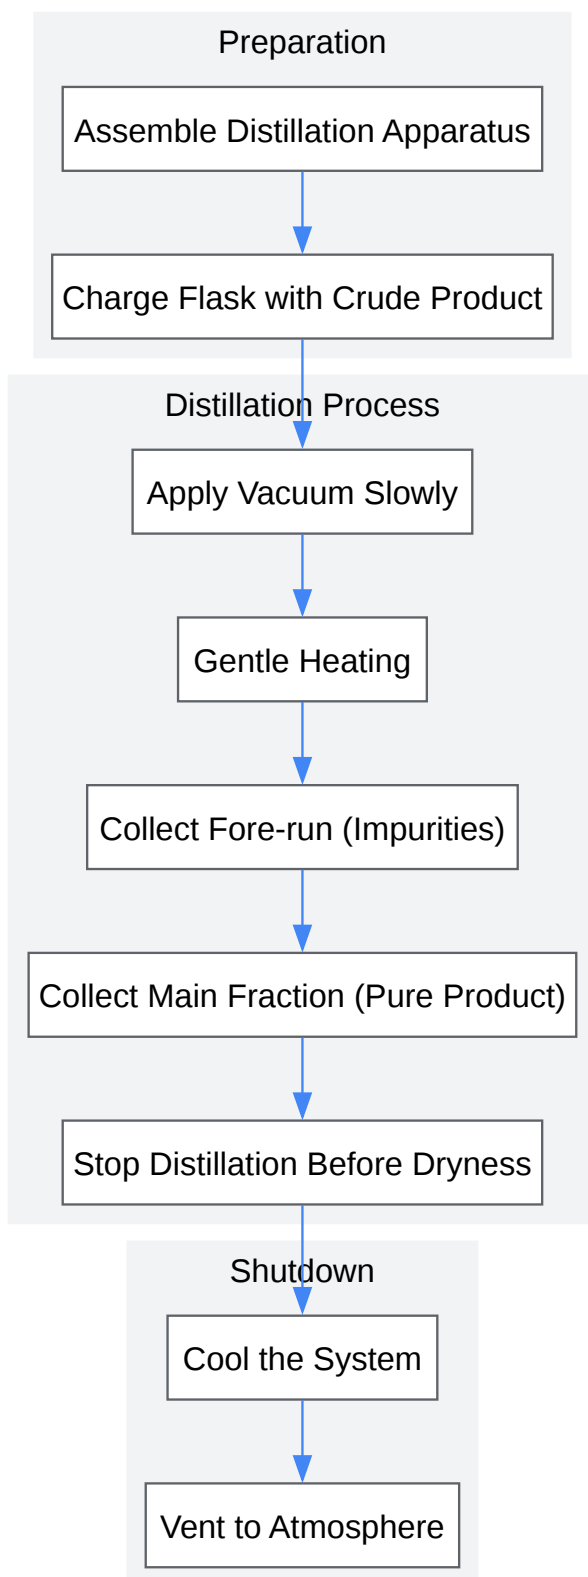 Preparation
Assemble Distillation Apparatus
Charge Flask with Crude Product
Distillation Process
Apply Vacuum Slowly
Gentle Heating
Collect Fore-run (Impurities)
Collect Main Fraction (Pure Product)
Stop Distillation Before Dryness
Shutdown
Cool the System
Vent to Atmosphere